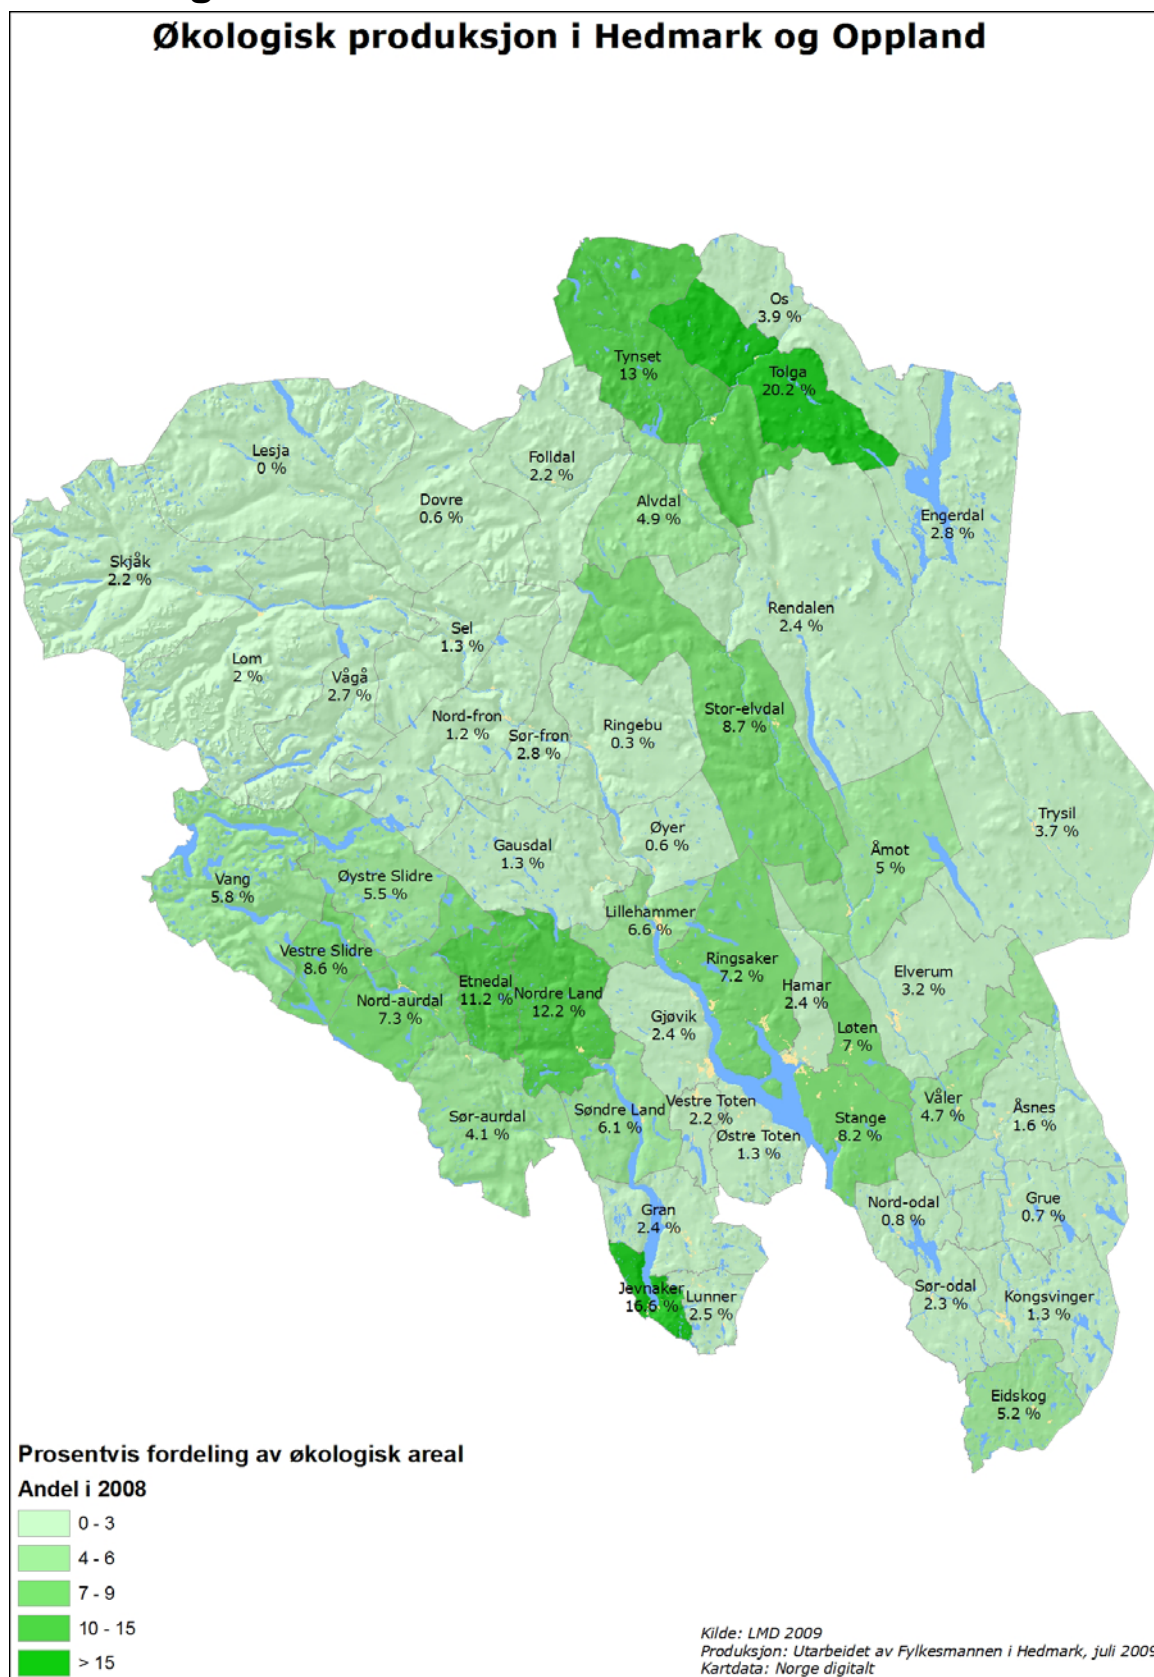 Økologisk produksjon i Hedmark og Oppland
Os
3.9 %
Tynset
13 %
Tolga
20.2 %
Lesja
0 %
Folldal
2.2 %
Dovre
0.6 %
Alvdal
4.9 %
Engerdal
2.8 %
Skjåk
2.2 %
Rendalen
2.4 %
Sel
1.3 %
Lom
2 %
Vågå
2.7 %
Nord-fron
1.2 %
Sør-fron
2.8 %
Ringebu
0.3 %
Stor-elvdal
8.7 %
Trysil
3.7 %
Øyer
0.6 %
Gausdal
1.3 %
Åmot
5 %
Vang
5.8 %
Øystre Slidre
5.5 %
Lillehammer
6.6 %
Vestre Slidre
8.6 %
Ringsaker
7.2 %
Elverum
3.2 %
Etnedal
11.2 %
Nordre Land
12.2 %
Hamar
2.4 %
Nord-aurdal
7.3 %
Gjøvik
2.4 %
Løten
7 %
Våler
4.7 %
Vestre Toten
2.2 %
Søndre Land
6.1 %
Sør-aurdal
4.1 %
Stange
8.2 %
Åsnes
1.6 %
Østre Toten
1.3 %
Nord-odal
0.8 %
Grue
0.7 %
Gran
2.4 %
Jevnaker
16.6 %
Lunner
2.5 %
Sør-odal
2.3 %
Kongsvinger
1.3 %
Eidskog
5.2 %
Prosentvis fordeling av økologisk areal
Andel i 2008
0 - 3
4 - 6
7 - 9
10 - 15
> 15
Kilde: LMD 2009
Produksjon: Utarbeidet av Fylkesmannen i Hedmark, juli 2009
Kartdata: Norge digitalt